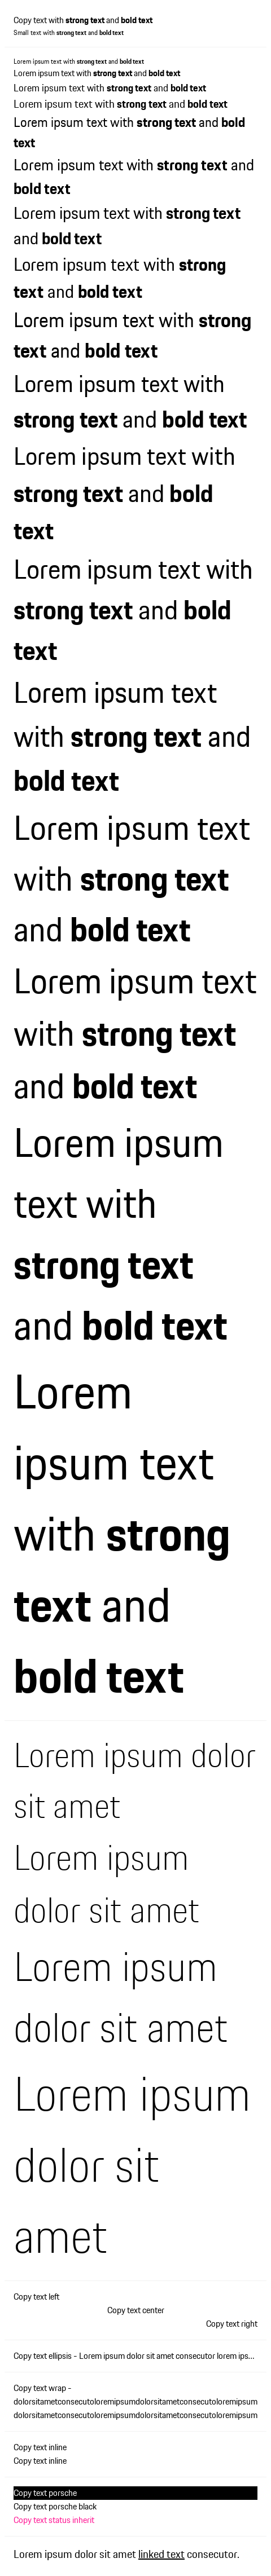 Copy text with strong text and bold text
Small text with strong text and bold text
Lorem ipsum text with strong text and bold text
Lorem ipsum text with strong text and bold text
Lorem ipsum text with strong text and bold text
Lorem ipsum text with strong text and bold text
Lorem ipsum text with strong text and bold
text
Lorem ipsum text with strong text and
bold text
Lorem ipsum text with strong text
and bold text
Lorem ipsum text with strong
text and bold text
Lorem ipsum text with strong
text and bold text
Lorem ipsum text with
strong text and bold text
Lorem ipsum text with
strong text and bold
text
Lorem ipsum text with
strong text and bold
text
Lorem ipsum text
with strong text and
bold text
Lorem ipsum text
with strong text
and bold text
Lorem ipsum text
with strong text
and bold text
Lorem ipsum
text with
strong text
and bold text
Lorem
ipsum text
with strong
text and
bold text
Lorem ipsum dolor
sit amet
Lorem ipsum
dolor sit amet
Lorem ipsum
dolor sit amet
Lorem ipsum
dolor sit
amet
Copy text left
Copy text center
Copy text right
Copy text ellipsis - Lorem ipsum dolor sit amet consecutor lorem ips...
Copy text wrap -
dolorsitametconsecutoloremipsumdolorsitametconsecutoloremipsum
dolorsitametconsecutoloremipsumdolorsitametconsecutoloremipsum
Copy text inline
Copy text inline
Copy text porsche
Copy text porsche black
Copy text status inherit
Lorem ipsum dolor sit amet linked text consecutor.